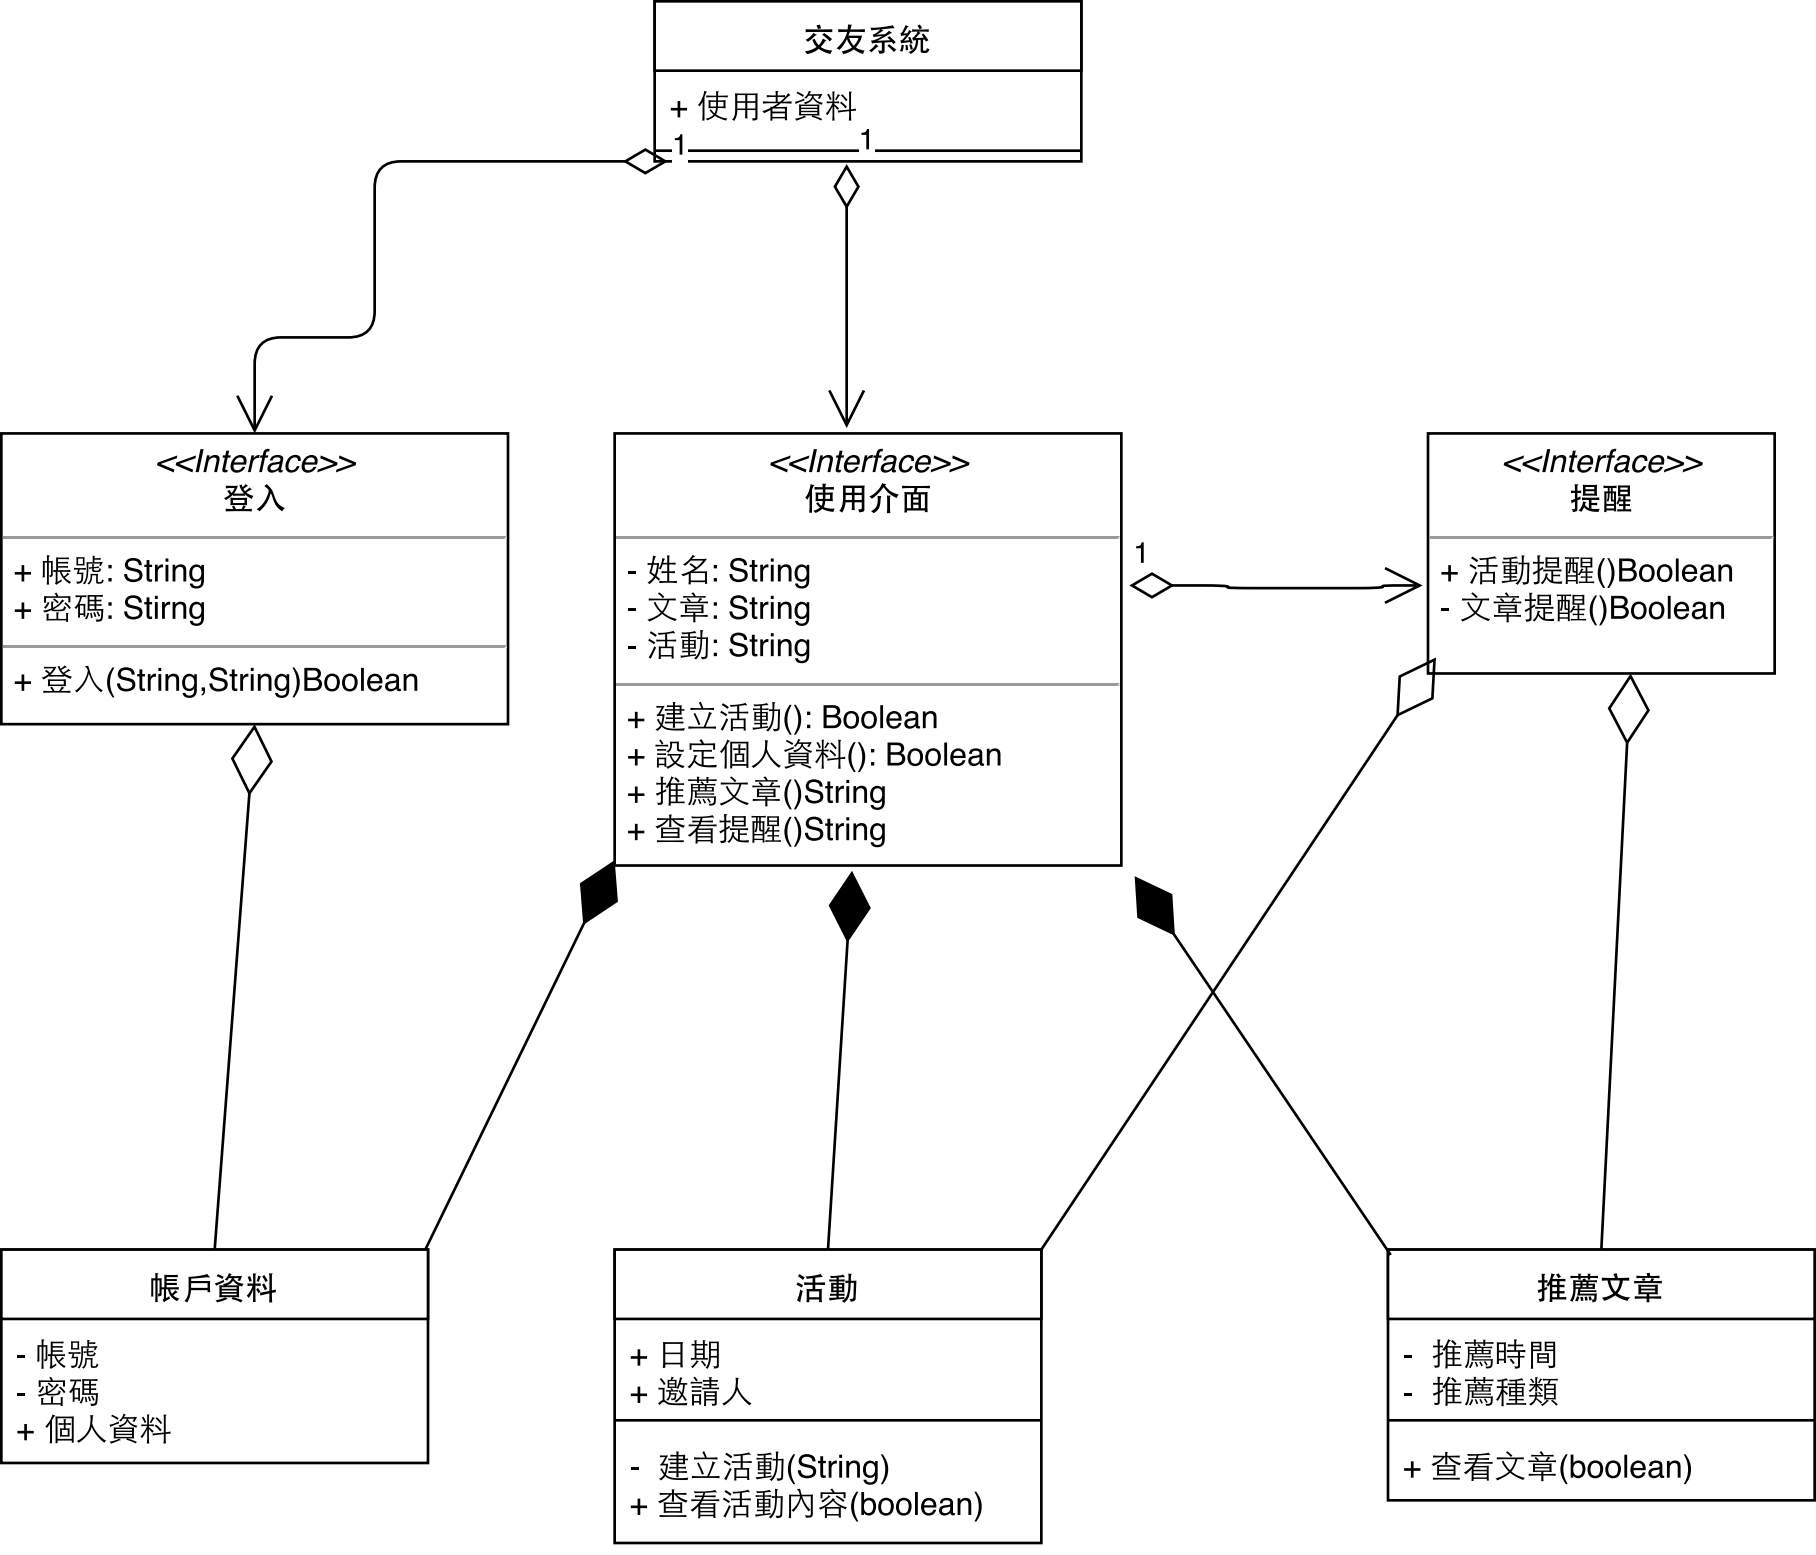 交友系統
+ 使用者資料
1
1
<<Interface>>
登入
+ 帳號: String
+ 密碼: Stirng
+ 登入(String,String)Boolean
<<Interface>>
使用介面
- 姓名: String
- 文章: String
- 活動: String
+ 建立活動(): Boolean
+ 設定個人資料(): Boolean
+ 推薦文章()String
+ 查看提醒()String
1
<<Interface>>
提醒
+ 活動提醒()Boolean
- 文章提醒()Boolean
帳戶資料
- 帳號
- 密碼
+ 個人資料
活動
+ 日期
+ 邀請人
- 建立活動(String)
+ 查看活動內容(boolean)
推薦文章
- 推薦時間
- 推薦種類
+ 查看文章(boolean)